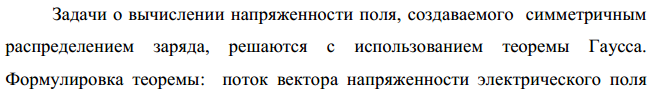 Задачи о вычислении напряженности поля, создаваемого симметричным
распределением заряда, решаются с использованием теоремы Гаусса.
Формулировка теоремы: поток вектора напряженности электрического поля